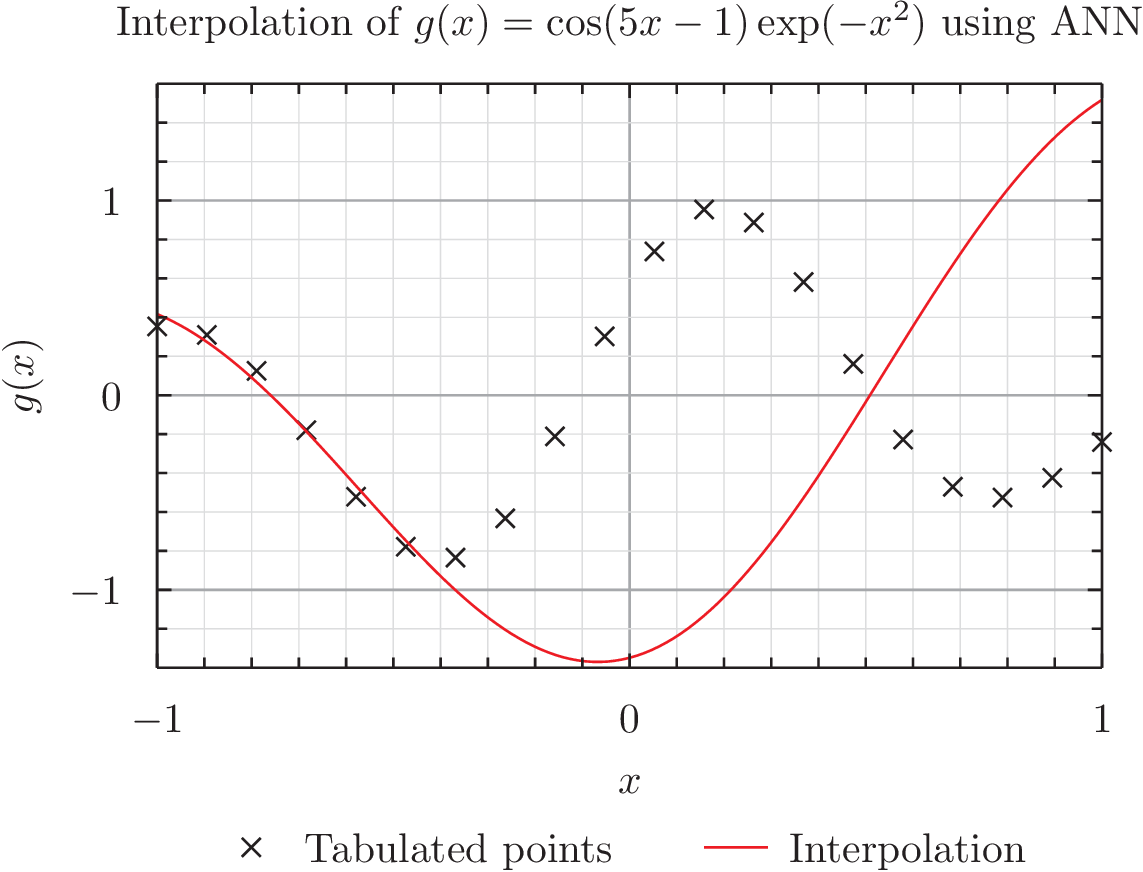 Interpolation of g(x) = cos(5x − 1) exp(−x²) using ANN
1
0
−1
g(x)
−1 0 1
x
Tabulated points Interpolation